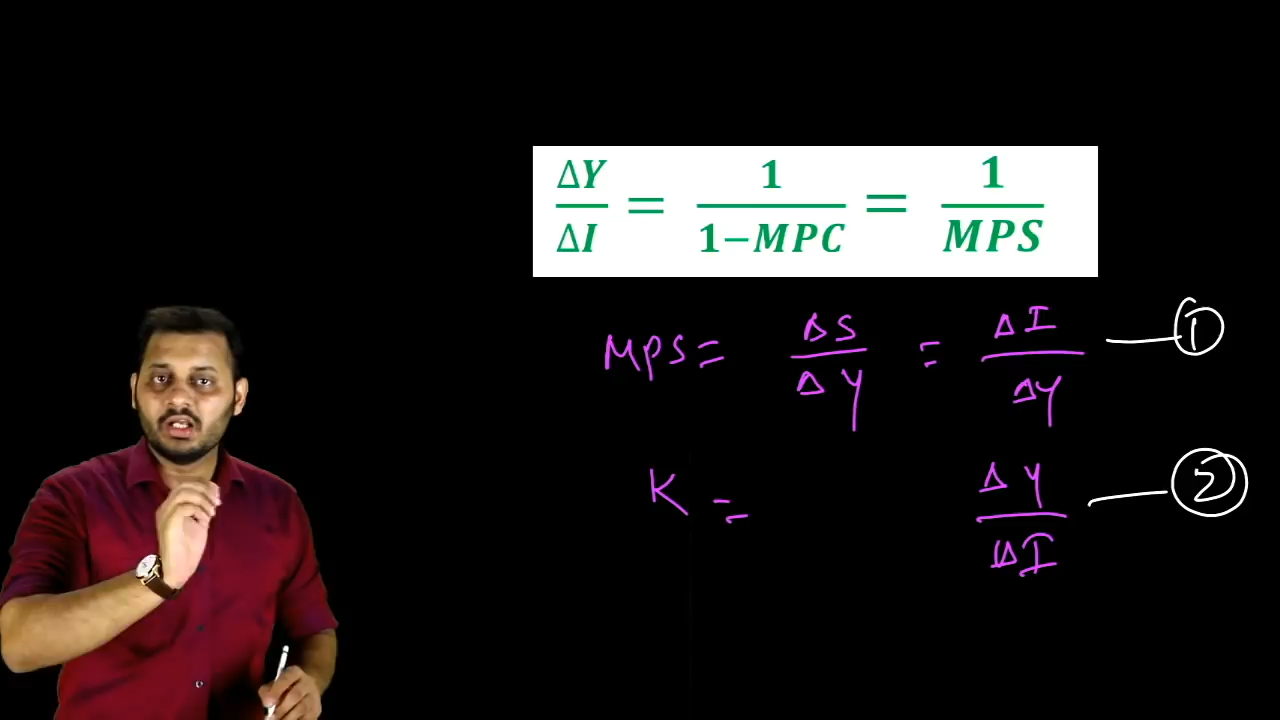 ΔY/ΔI = 1/1−MPC = 1/MPS
MPS = ΔS/ΔY = ΔI/ΔY — ①
K = ΔY/ΔI — ②